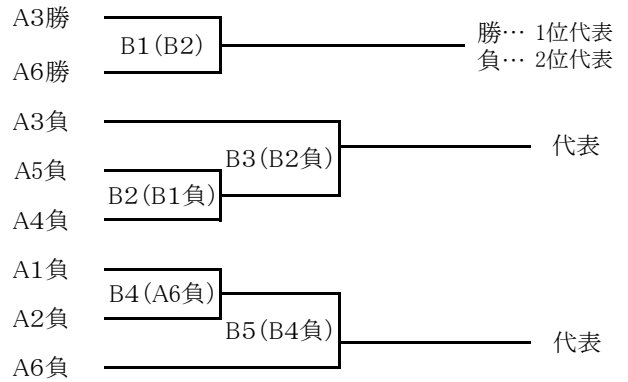 A3勝
B1(B2)
勝… 1位代表
負… 2位代表
A6勝
A3負
B3(B2負)
代表
A5負
B2(B1負)
A4負
A1負
B4(A6負)
A2負
B5(B4負)
代表
A6負